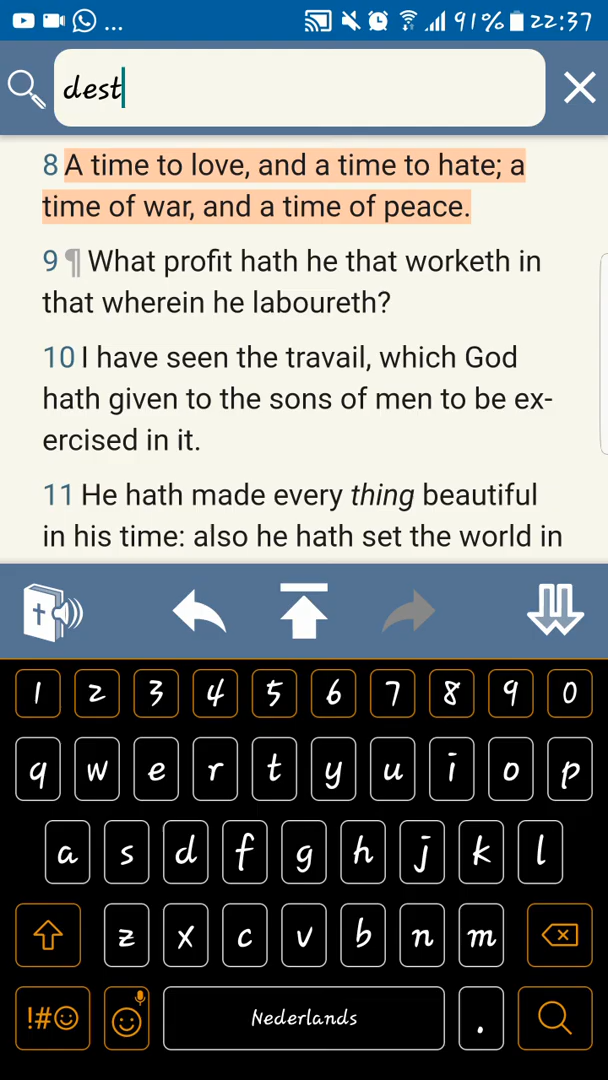 ... 91% 22:37
dest
8 A time to love, and a time to hate; a
time of war, and a time of peace.
9 ¶ What profit hath he that worketh in
that wherein he laboureth?
10 I have seen the travail, which God
hath given to the sons of men to be ex-
ercised in it.
11 He hath made every thing beautiful
in his time: also he hath set the world in
1 2 3 4 5 6 7 8 9 0
q w e r t y u i o p
a s d f g h j k l
z x c v b n m
!#☺ Nederlands .